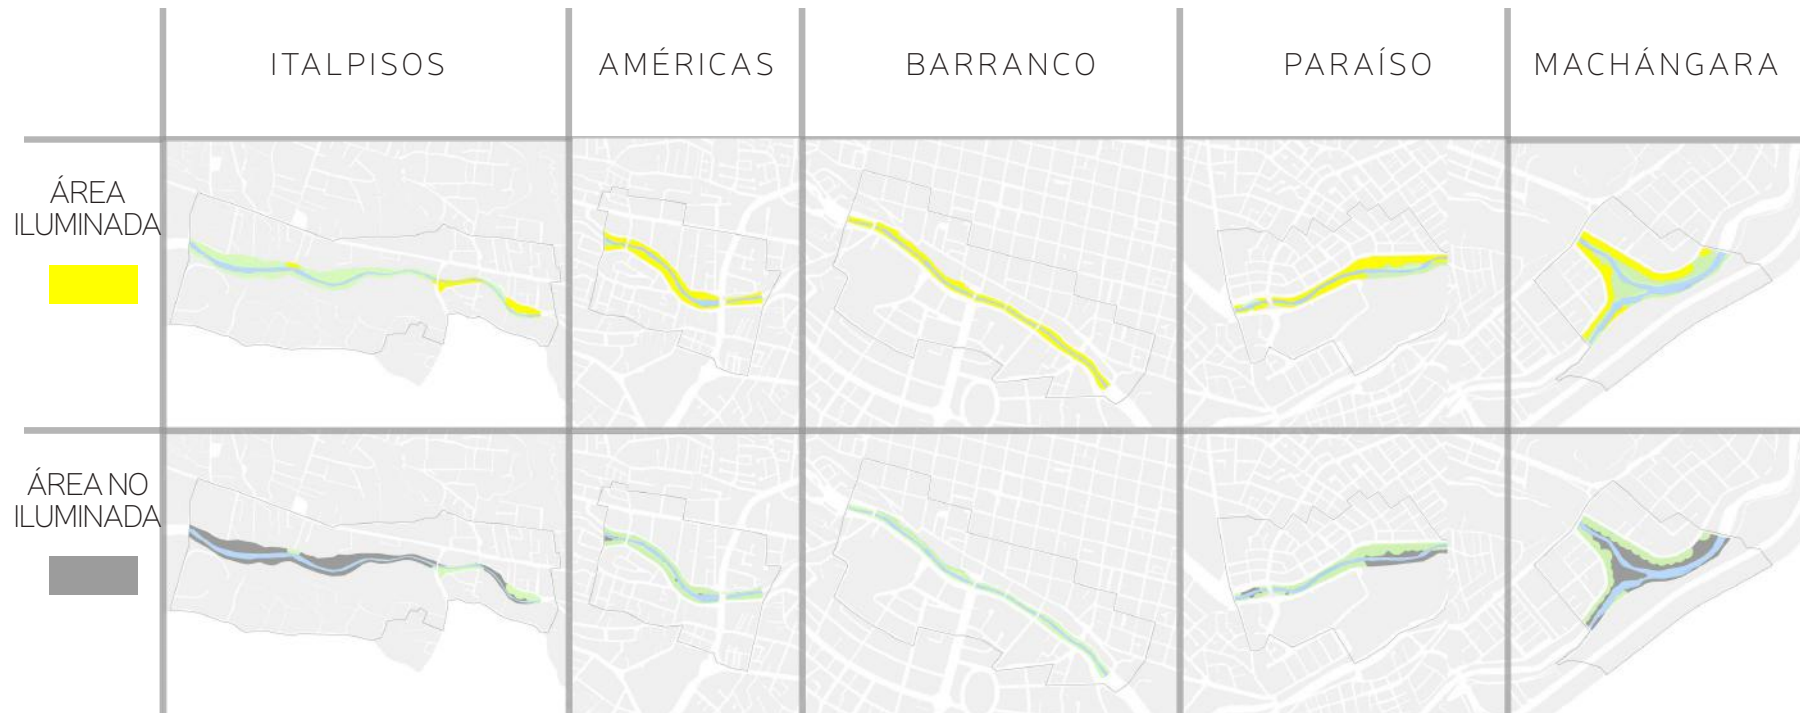 ITALPISOS
AMÉRICAS
BARRANCO
PARAÍSO
MACHÁNGARA
ÁREA
ILUMINADA
ÁREA NO
ILUMINADA